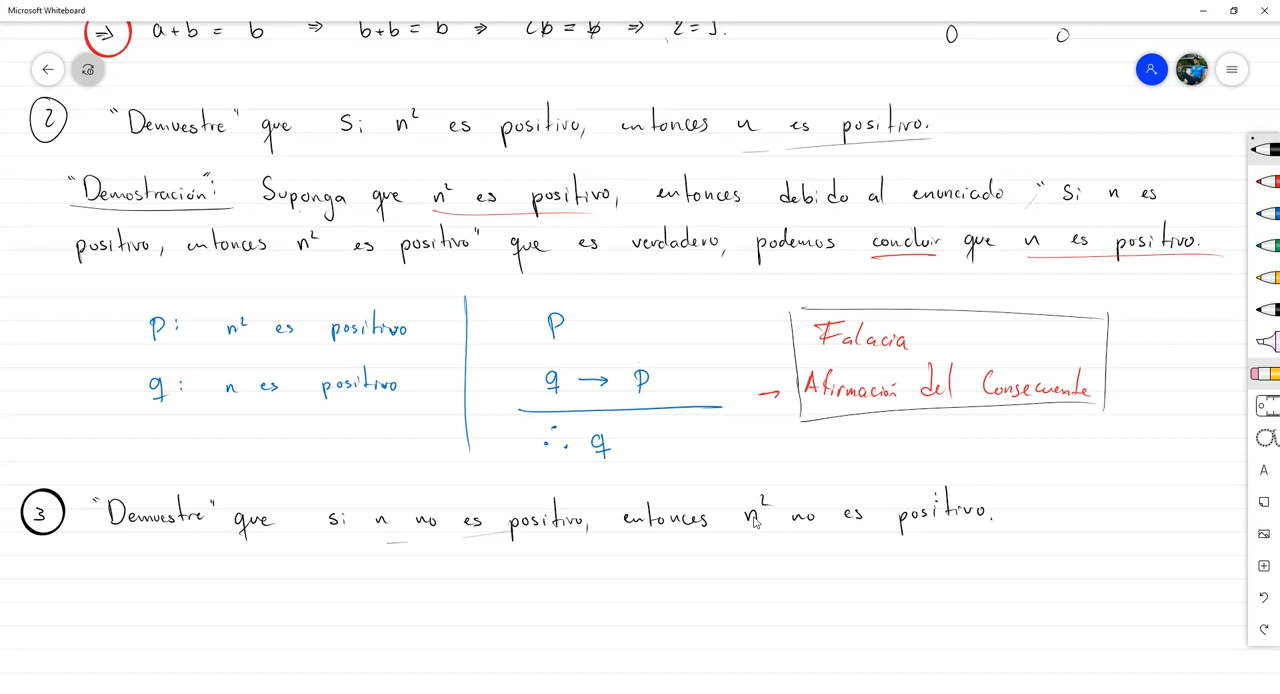 Microsoft Whiteboard
⇒ a + b = b ⇒ b + b = b ⇒ 2b = b ⇒ 2 = 1. 0 0
2 "Demuestre" que Si n² es positivo, entonces n es positivo.
"Demostración": Suponga que n² es positivo, entonces debido al enunciado "Si n es
positivo, entonces n² es positivo" que es verdadero, podemos concluir que n es positivo.
p: n² es positivo
q: n es positivo
p
q → p
∴ q
Falacia
→ Afirmación del Consecuente
3 "Demuestre" que si n no es positivo, entonces n² no es positivo.
A